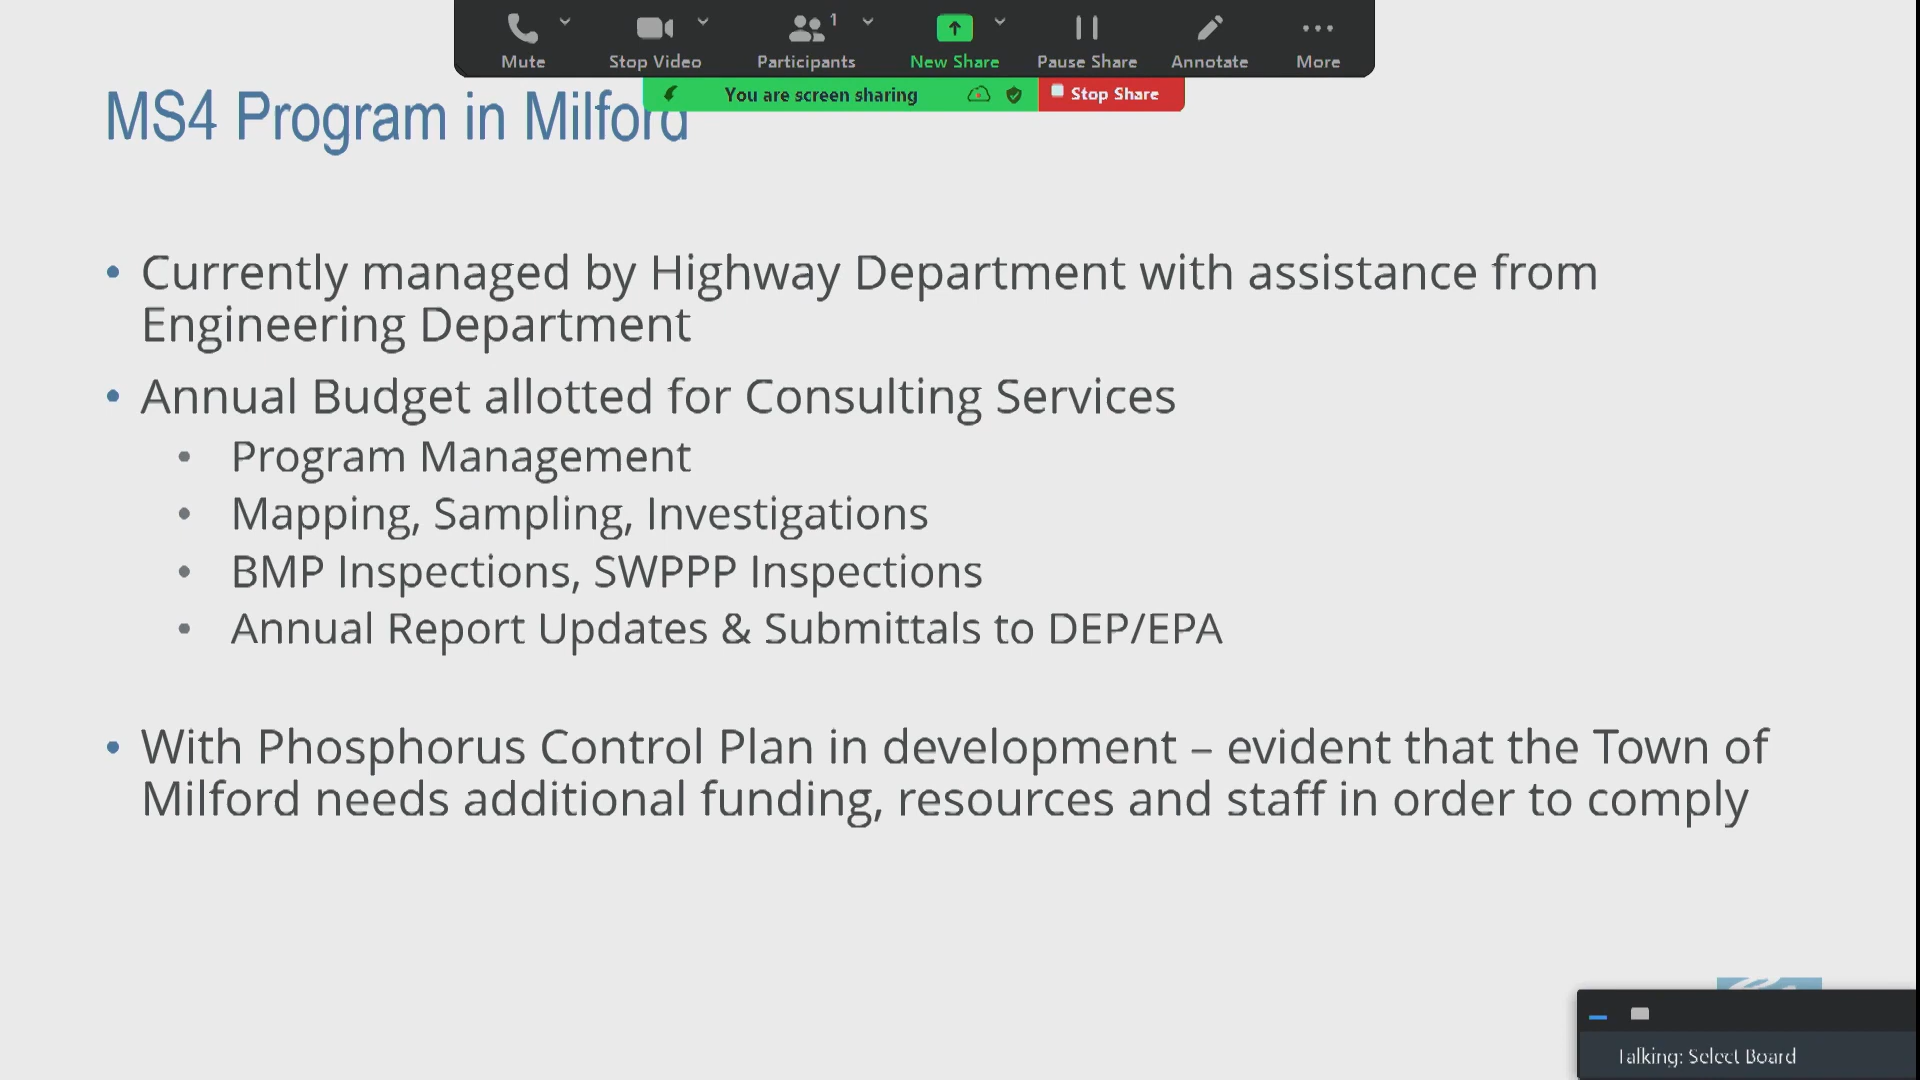 Mute
Stop Video
Participants
1
New Share
Pause Share
Annotate
More
You are screen sharing
Stop Share
MS4 Program in Milford
• Currently managed by Highway Department with assistance from
Engineering Department
• Annual Budget allotted for Consulting Services
• Program Management
• Mapping, Sampling, Investigations
• BMP Inspections, SWPPP Inspections
• Annual Report Updates & Submittals to DEP/EPA
• With Phosphorus Control Plan in development – evident that the Town of
Milford needs additional funding, resources and staff in order to comply
Talking: Select Board